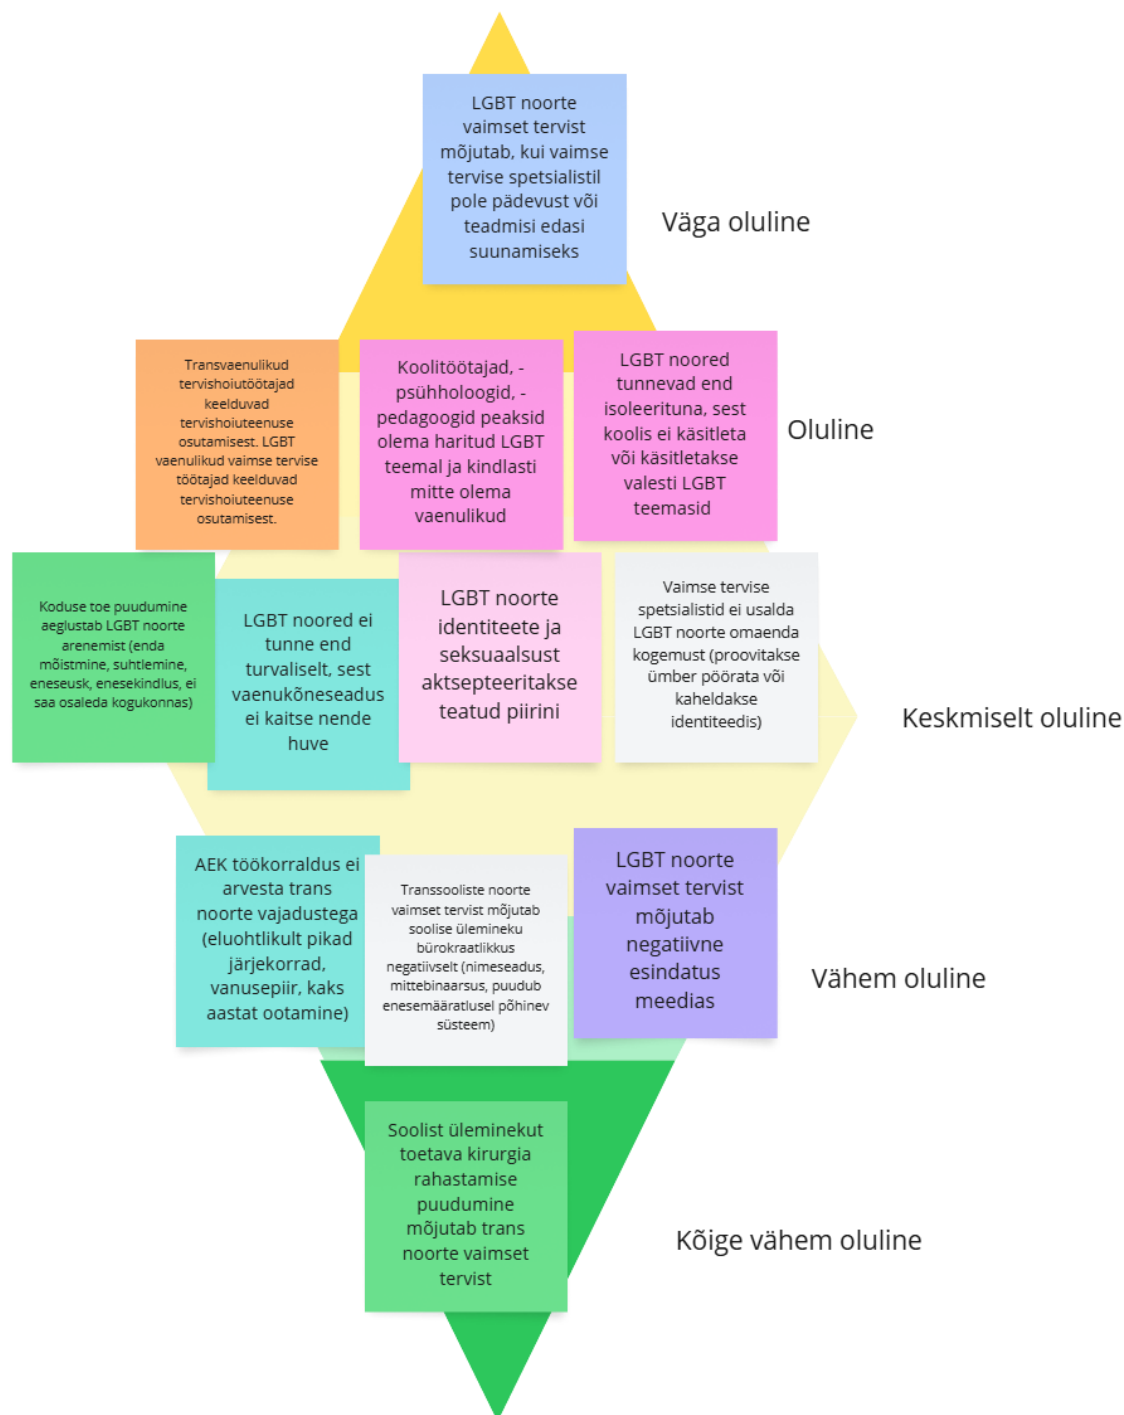 LGBT noorte
vaimset tervist
mõjutab, kui vaimse
tervise spetsialistil
pole pädevust või
teadmisi edasi
suunamiseks
Väga oluline
Transvaenulikud
tervishoiutöötajad
keelduvad
tervishoiuteenuse
osutamisest. LGBT
vaenulikud vaimse tervise
töötajad keelduvad
tervishoiuteenuse
osutamisest.
Koolitöötajad, -
psühholoogid, -
pedagoogid peaksid
olema haritud LGBT
teemal ja kindlasti
mitte olema
vaenulikud
LGBT noored
tunnevad end
isoleerituna, sest
koolis ei käsitleta
või käsitletakse
valesti LGBT
teemasid
Oluline
Koduse toe puudumine
aeglustab LGBT noorte
arenemist (enda
mõistmine, suhtlemine,
eneseusk, enesekindlus, ei
saa osaleda kogukonnas)
LGBT noored ei
tunne end
turvaliselt, sest
vaenukõneseadus
ei kaitse nende
huve
LGBT noorte
identiteete ja
seksuaalsust
aktsepteeritakse
teatud piirini
Vaimse tervise
spetsialistid ei usalda
LGBT noorte omaenda
kogemust (proovitakse
ümber pöörata või
kaheldakse
identiteedis)
Keskmiselt oluline
AEK töökorraldus ei
arvesta trans
noorte vajadustega
(eluohtlikult pikad
järjekorrad,
vanusepiir, kaks
aastat ootamine)
Transsooliste noorte
vaimset tervist mõjutab
soolise ülemineku
bürokraatlikkus
negatiivselt (nimeseadus,
mittebinaarsus, puudub
enesemääratlusel põhinev
süsteem)
LGBT noorte
vaimset tervist
mõjutab
negatiivne
esindatus
meedias
Vähem oluline
Soolist üleminekut
toetava kirurgia
rahastamise
puudumine
mõjutab trans
noorte vaimset
tervist
Kõige vähem oluline